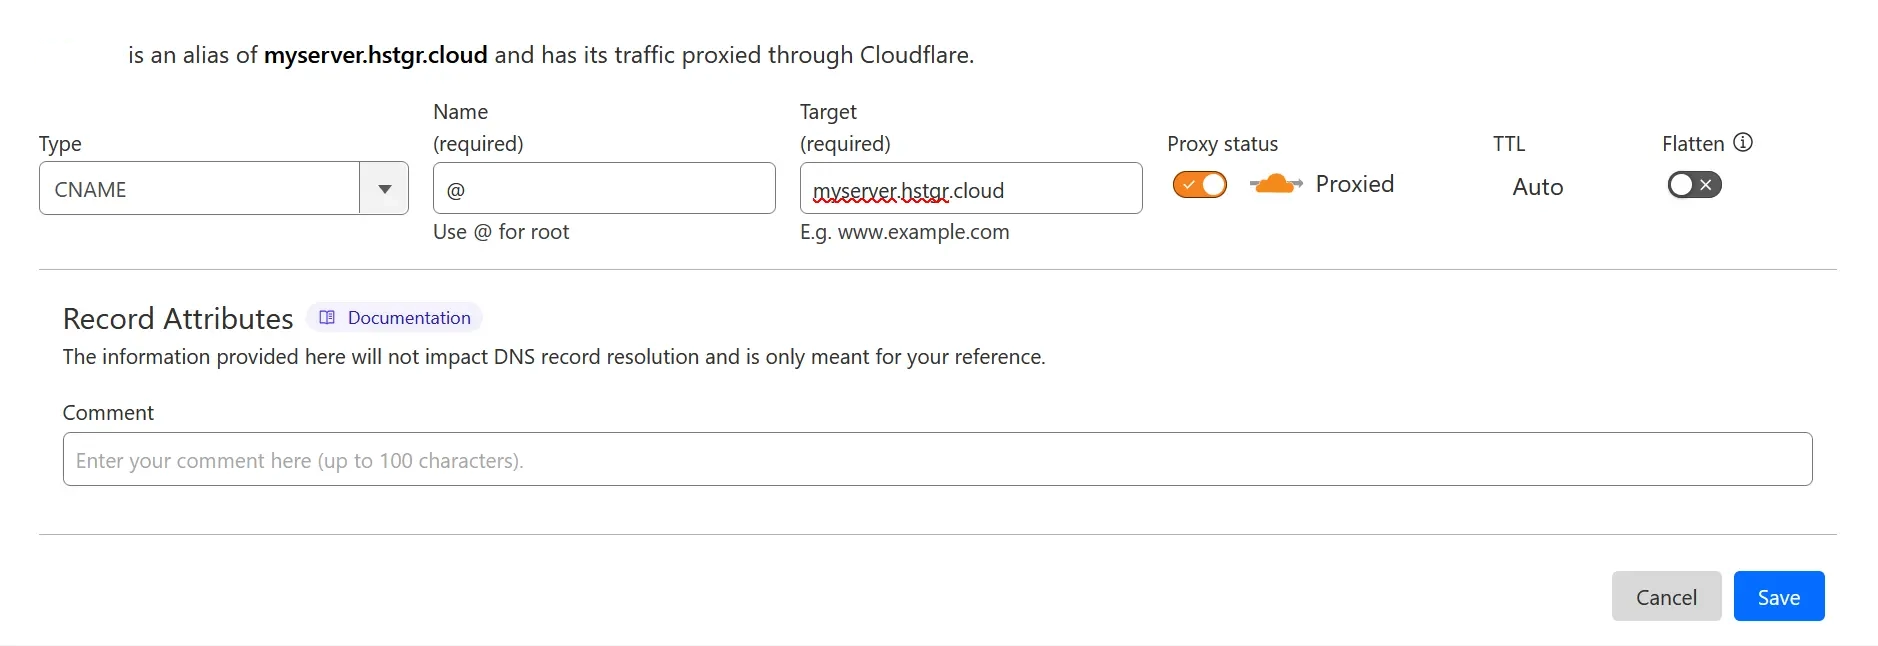 is an alias of myserver.hstgr.cloud and has its traffic proxied through Cloudflare.
Type
Name
(required)
Target
(required)
Proxy status
TTL
Flatten
CNAME
@
myserver.hstgr.cloud
Proxied
Auto
Use @ for root
E.g. www.example.com
Record Attributes
Documentation
The information provided here will not impact DNS record resolution and is only meant for your reference.
Comment
Enter your comment here (up to 100 characters).
Cancel
Save